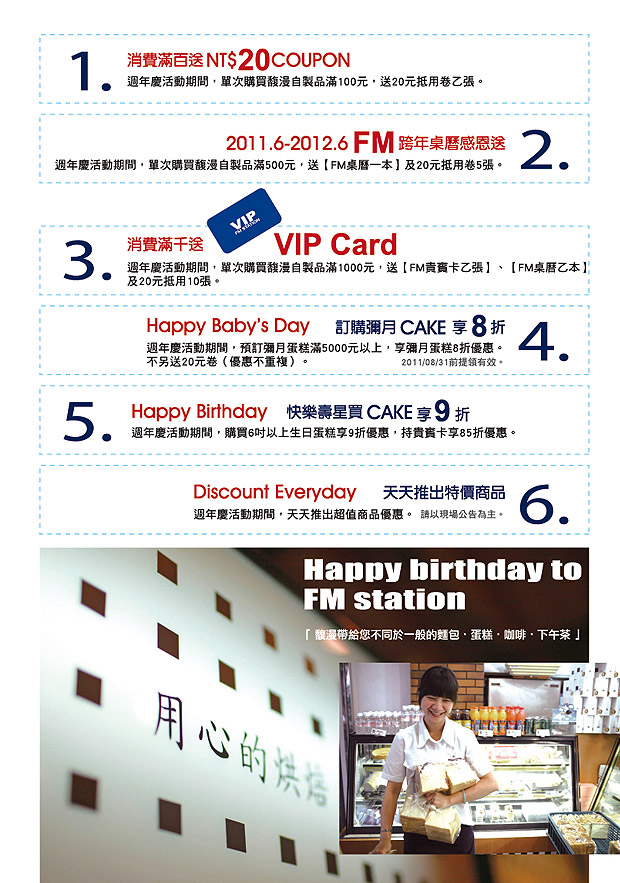 1.
消費滿百送 NT$20COUPON
週年慶活動期間，單次購買馥漫自製品滿100元，送20元抵用卷乙張。
2011.6-2012.6 FM 跨年桌曆感恩送
週年慶活動期間，單次購買馥漫自製品滿500元，送【FM桌曆一本】及20元抵用卷5張。
2.
VIP
FM STATION
3.
消費滿千送
VIP Card
週年慶活動期間，單次購買馥漫自製品滿1000元，送【FM貴賓卡乙張】、【FM桌曆乙本】
及20元抵用10張。
Happy Baby's Day 訂購彌月 CAKE 享 8 折
週年慶活動期間，預訂彌月蛋糕滿5000元以上，享彌月蛋糕8折優惠。
不另送20元卷（優惠不重複）。 2011/08/31前提領有效。
4.
5.
Happy Birthday 快樂壽星買 CAKE 享 9 折
週年慶活動期間，購買6吋以上生日蛋糕享9折優惠，持貴賓卡享85折優惠。
Discount Everyday 天天推出特價商品
週年慶活動期間，天天推出超值商品優惠。 請以現場公告為主。
6.
Happy birthday to
FM station
「 馥漫帶給您不同於一般的麵包．蛋糕．咖啡．下午茶 」
用心的烘焙